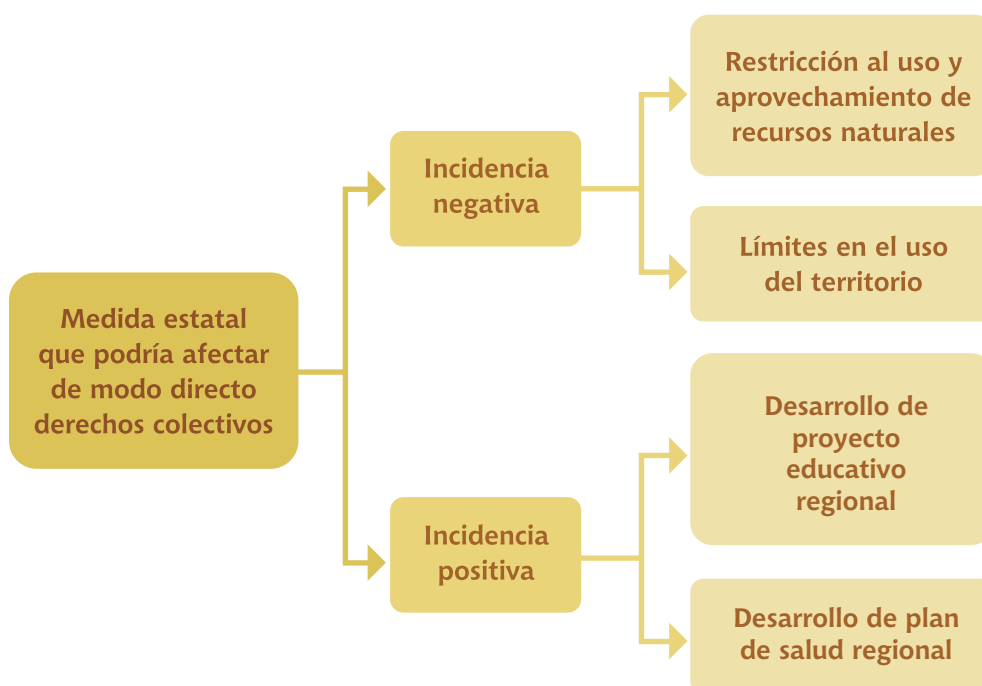 Medida estatal
que podría afectar
de modo directo
derechos colectivos
Incidencia
negativa
Restricción al uso y
aprovechamiento de
recursos naturales
Límites en el uso
del territorio
Incidencia
positiva
Desarrollo de
proyecto
educativo
regional
Desarrollo de plan
de salud regional